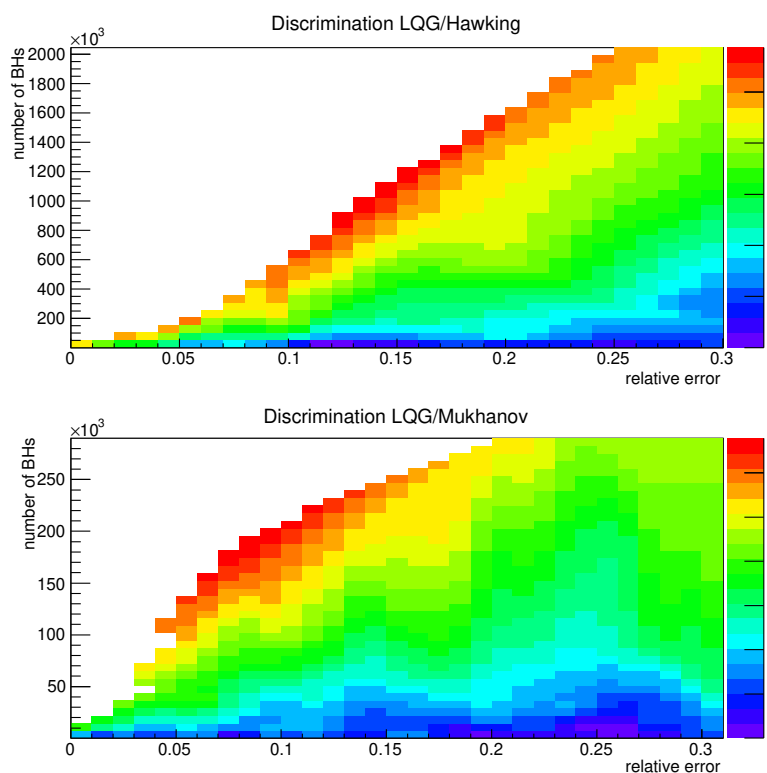 Discrimination LQG/Hawking
×10³
number of BHs
2000
1800
1600
1400
1200
1000
800
600
400
200
0 0.05 0.1 0.15 0.2 0.25 0.3
relative error
Discrimination LQG/Mukhanov
×10³
number of BHs
250
200
150
100
50
0 0.05 0.1 0.15 0.2 0.25 0.3
relative error